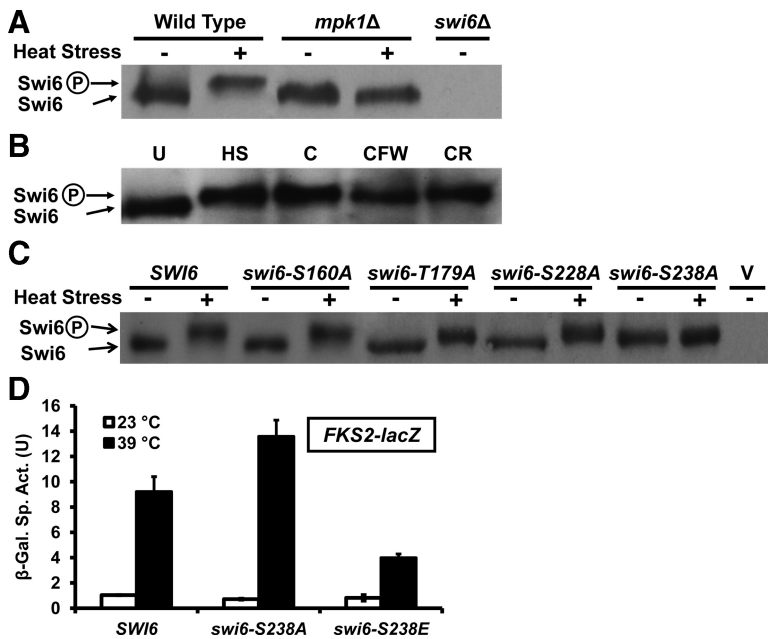 A
Wild Type mpk1Δ swi6Δ
Heat Stress - + - + -
Swi6 P
Swi6
B
U HS C CFW CR
Swi6 P
Swi6
C
SWI6 swi6-S160A swi6-T179A swi6-S228A swi6-S238A V
Heat Stress - + - + - + - + - + -
Swi6 P
Swi6
D
16
14
12
10
8
6
4
2
0
β-Gal. Sp. Act. (U)
23 °C
39 °C
FKS2-lacZ
SWI6 swi6-S238A swi6-S238E